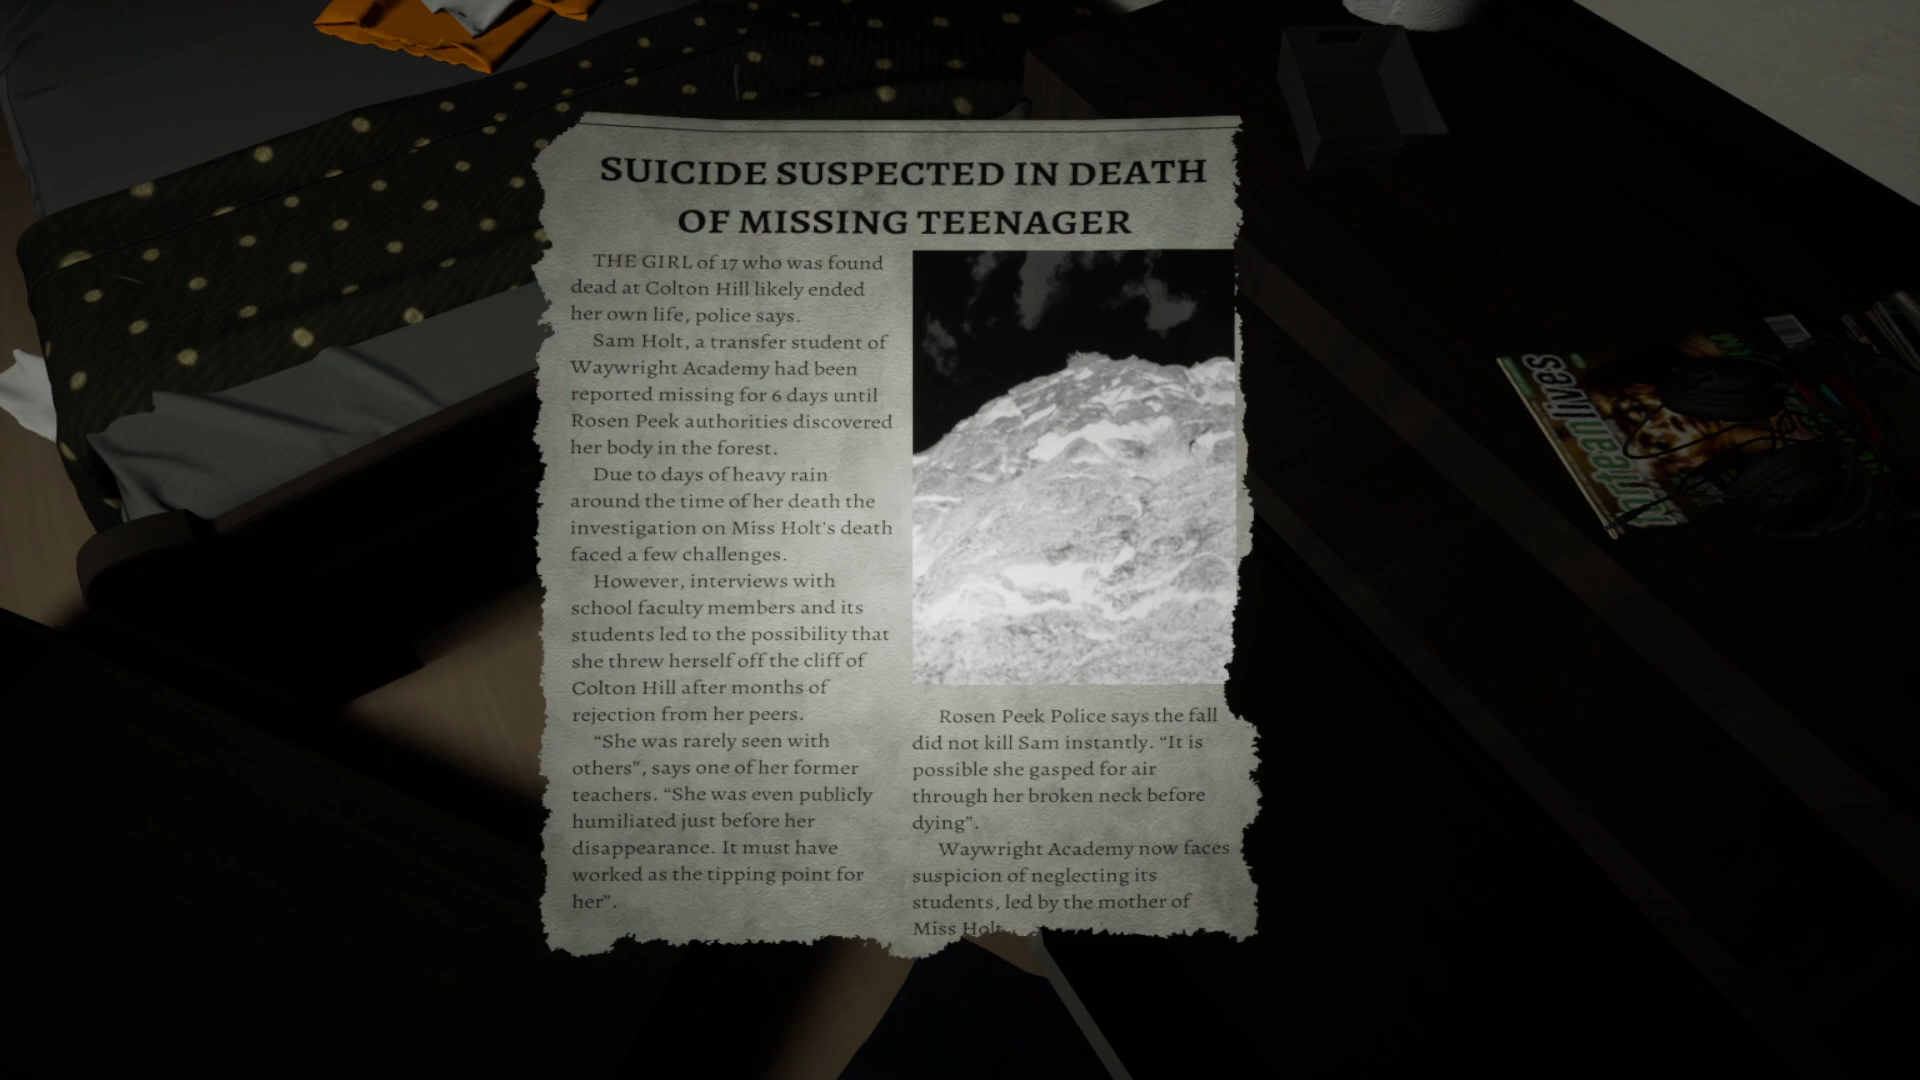 SUICIDE SUSPECTED IN DEATH
OF MISSING TEENAGER
THE GIRL of 17 who was found
dead at Colton Hill likely ended
her own life, police says.
Sam Holt, a transfer student of
Waywright Academy had been
reported missing for 6 days until
Rosen Peek authorities discovered
her body in the forest.
Due to days of heavy rain
around the time of her death the
investigation on Miss Holt's death
faced a few challenges.
However, interviews with
school faculty members and its
students led to the possibility that
she threw herself off the cliff of
Colton Hill after months of
rejection from her peers.
“She was rarely seen with
others”, says one of her former
teachers. “She was even publicly
humiliated just before her
disappearance. It must have
worked as the tipping point for
her”.
Rosen Peek Police says the fall
did not kill Sam instantly. “It is
possible she gasped for air
through her broken neck before
dying”.
Waywright Academy now faces
suspicion of neglecting its
students, led by the mother of
Miss Holt